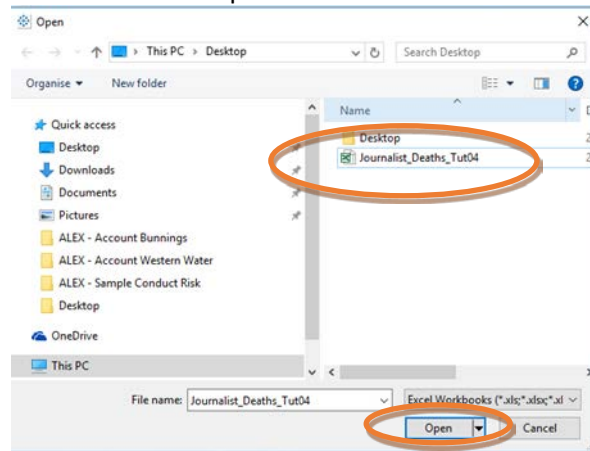 Open
This PC > Desktop
Search Desktop
Organise
New folder
Name
Quick access
Desktop
Downloads
Documents
Pictures
ALEX - Account Bunnings
ALEX - Account Western Water
ALEX - Sample Conduct Risk
Desktop
OneDrive
This PC
Desktop
Journalist_Deaths_Tut04
File name: Journalist_Deaths_Tut04
Excel Workbooks (*.xls;*.xlsx;*.xl
Open
Cancel